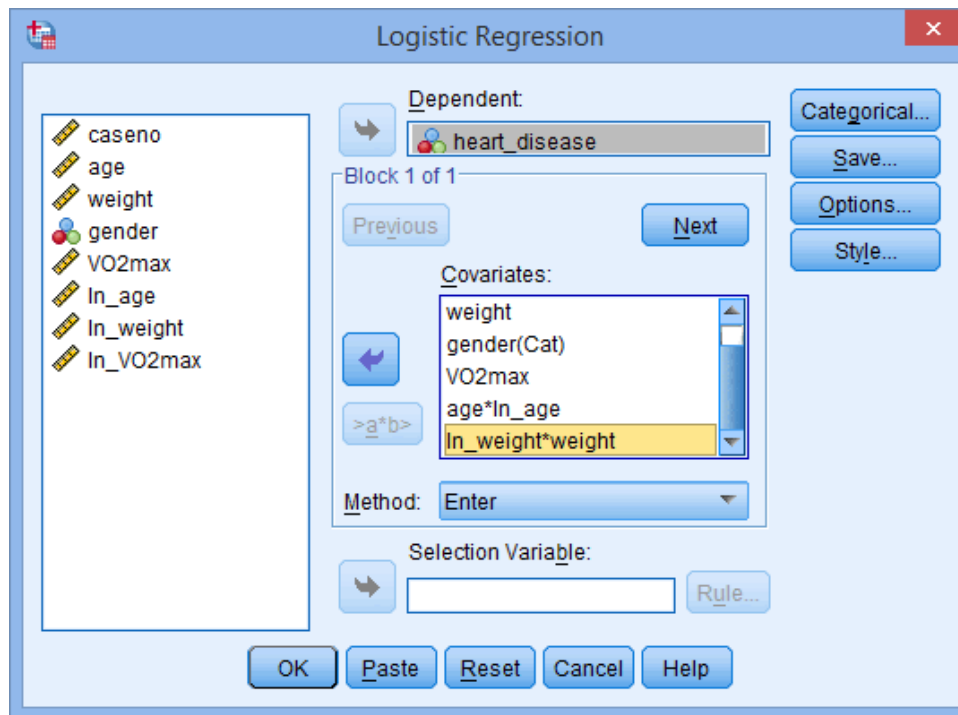 Logistic Regression
x
caseno
age
weight
gender
VO2max
ln_age
ln_weight
ln_VO2max
Dependent:
heart_disease
Block 1 of 1
Previous
Next
Covariates:
weight
gender(Cat)
VO2max
age*ln_age
ln_weight*weight
>a*b>
Method:
Enter
Selection Variable:
Rule...
Categorical...
Save...
Options...
Style...
OK
Paste
Reset
Cancel
Help